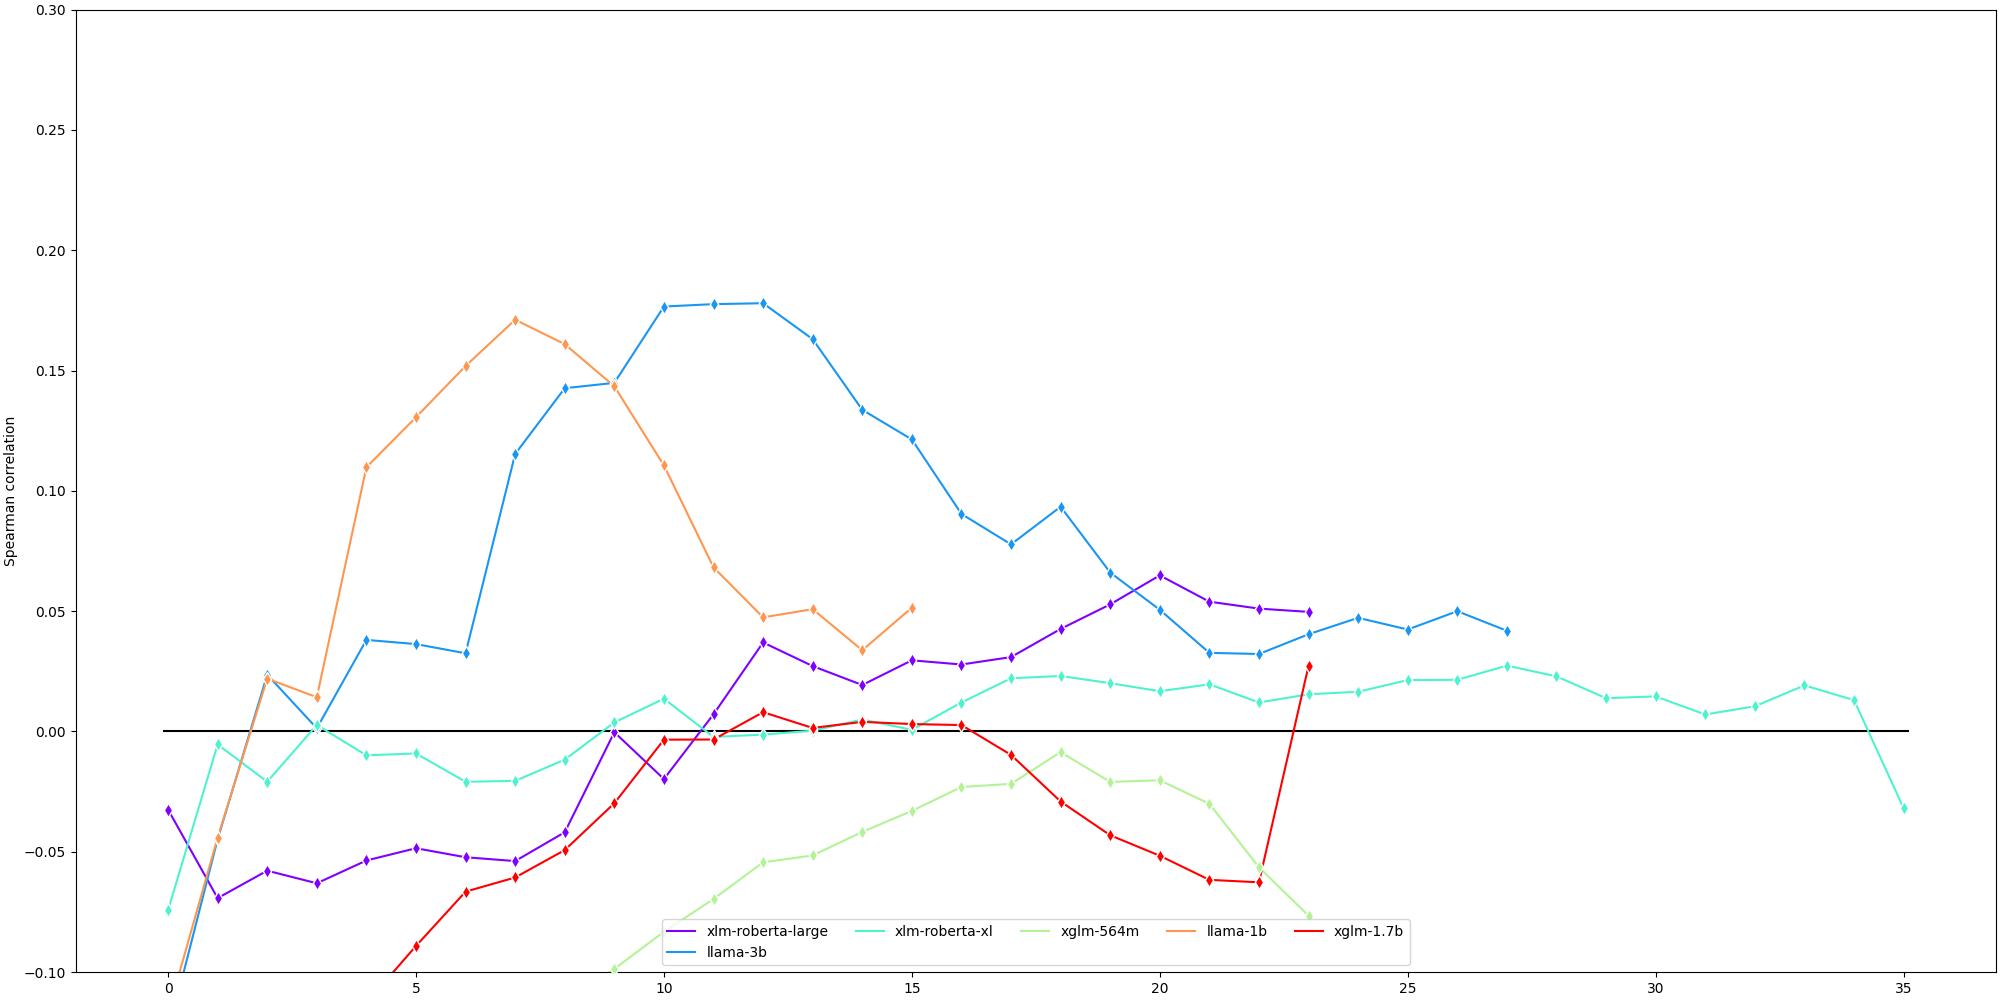 0.30
0.25
0.20
0.15
0.10
0.05
0.00
−0.05
−0.10
Spearman correlation
0 5 10 15 20 25 30 35
xlm-roberta-large xlm-roberta-xl xglm-564m llama-1b xglm-1.7b
llama-3b